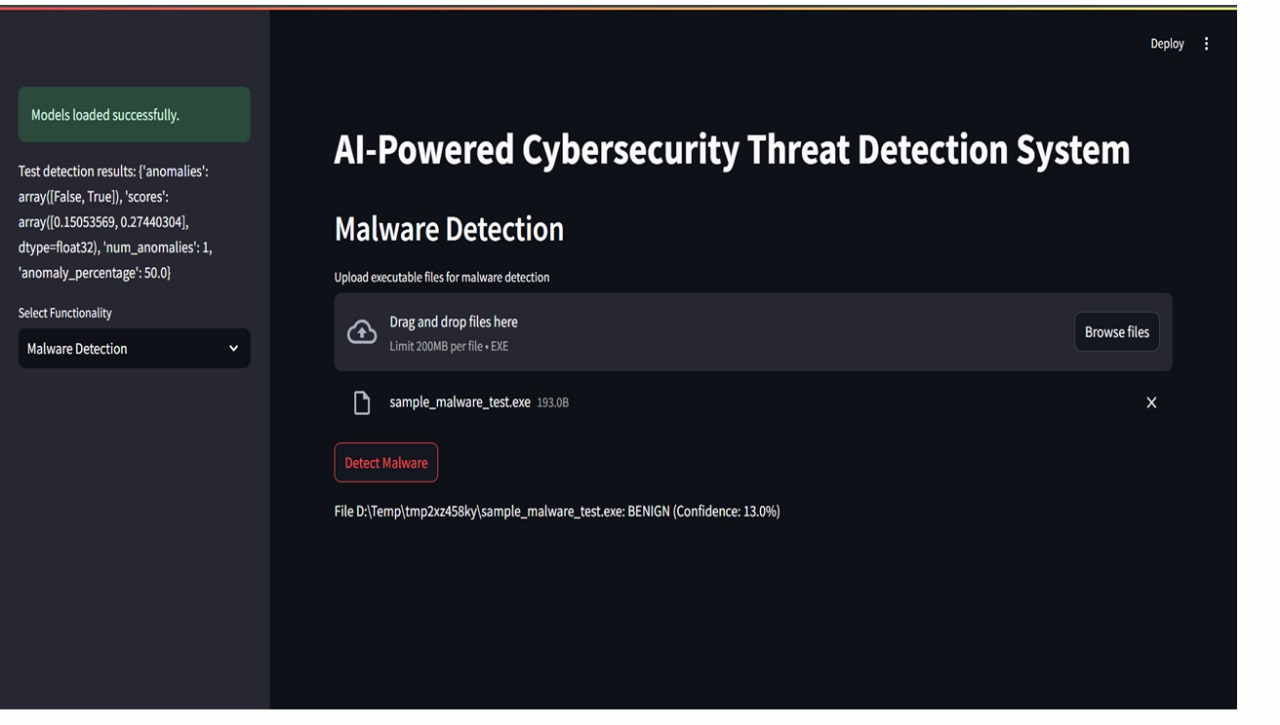 Deploy
Models loaded successfully.
Test detection results: {'anomalies':
array([False, True]), 'scores':
array([0.15053569, 0.27440304],
dtype=float32), 'num_anomalies': 1,
'anomaly_percentage': 50.0}
Select Functionality
Malware Detection
AI-Powered Cybersecurity Threat Detection System
Malware Detection
Upload executable files for malware detection
Drag and drop files here
Limit 200MB per file • EXE
Browse files
sample_malware_test.exe 193.0B
Detect Malware
File D:\Temp\tmp2xz458ky\sample_malware_test.exe: BENIGN (Confidence: 13.0%)